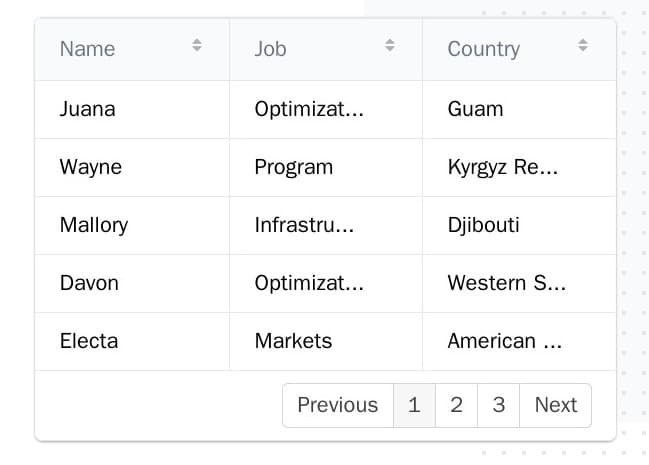 Name Job Country
Juana Optimizat... Guam
Wayne Program Kyrgyz Re...
Mallory Infrastru... Djibouti
Davon Optimizat... Western S...
Electa Markets American ...
Previous 1 2 3 Next